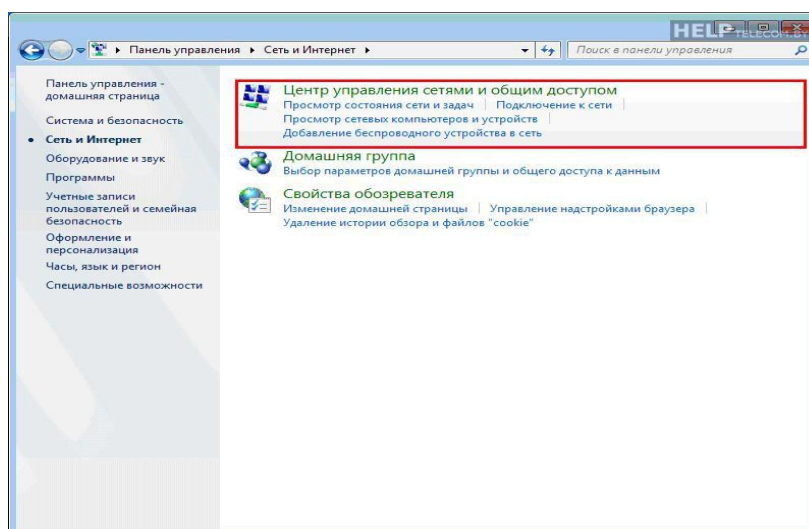 HELP TELECOM.BY
Панель управления Сеть и Интернет Поиск в панели управления
Панель управления -
домашняя страница
Система и безопасность
Сеть и Интернет
Оборудование и звук
Программы
Учетные записи
пользователей и семейная
безопасность
Оформление и
персонализация
Часы, язык и регион
Специальные возможности
Центр управления сетями и общим доступом
Просмотр состояния сети и задач Подключение к сети
Просмотр сетевых компьютеров и устройств
Добавление беспроводного устройства в сеть
Домашняя группа
Выбор параметров домашней группы и общего доступа к данным
Свойства обозревателя
Изменение домашней страницы Управление надстройками браузера
Удаление истории обзора и файлов "cookie"